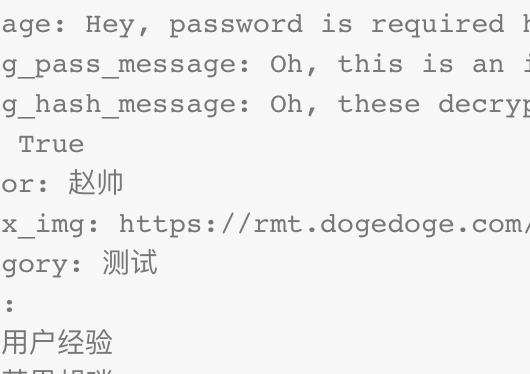 age: Hey, password is required h
g_pass_message: Oh, this is an i
g_hash_message: Oh, these decryp
True
or: 赵帅
x_img: https://rmt.dogedoge.com/
gory: 测试
:
用户经验